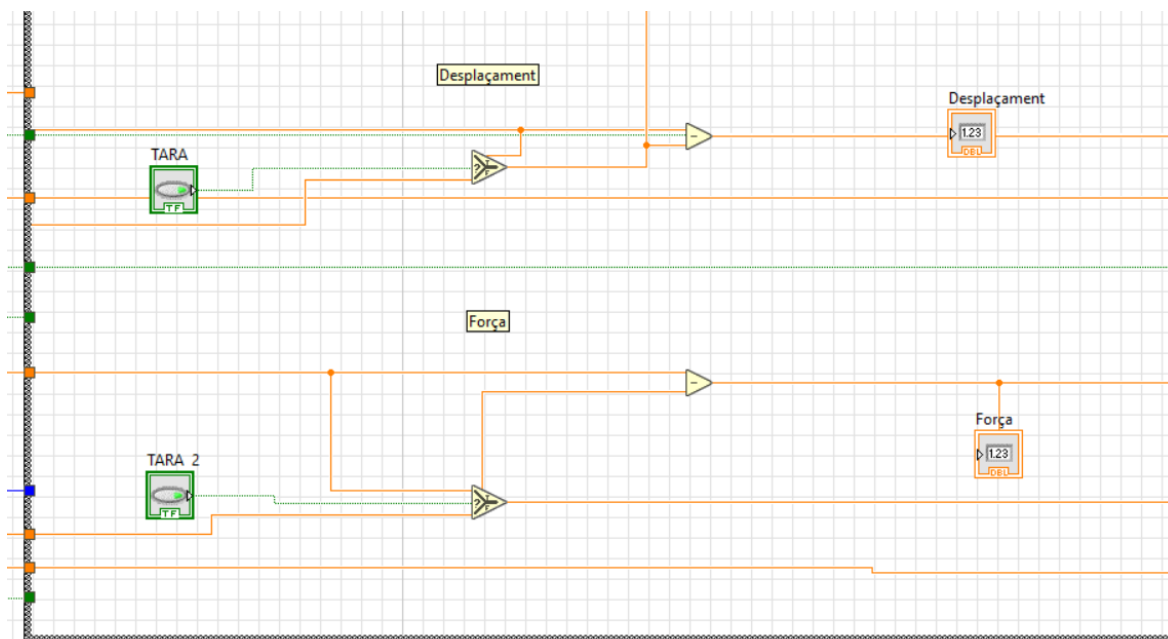 Desplaçament
Desplaçament
TARA
TF
1.23
DBL
Força
Força
TARA 2
TF
1.23
DBL